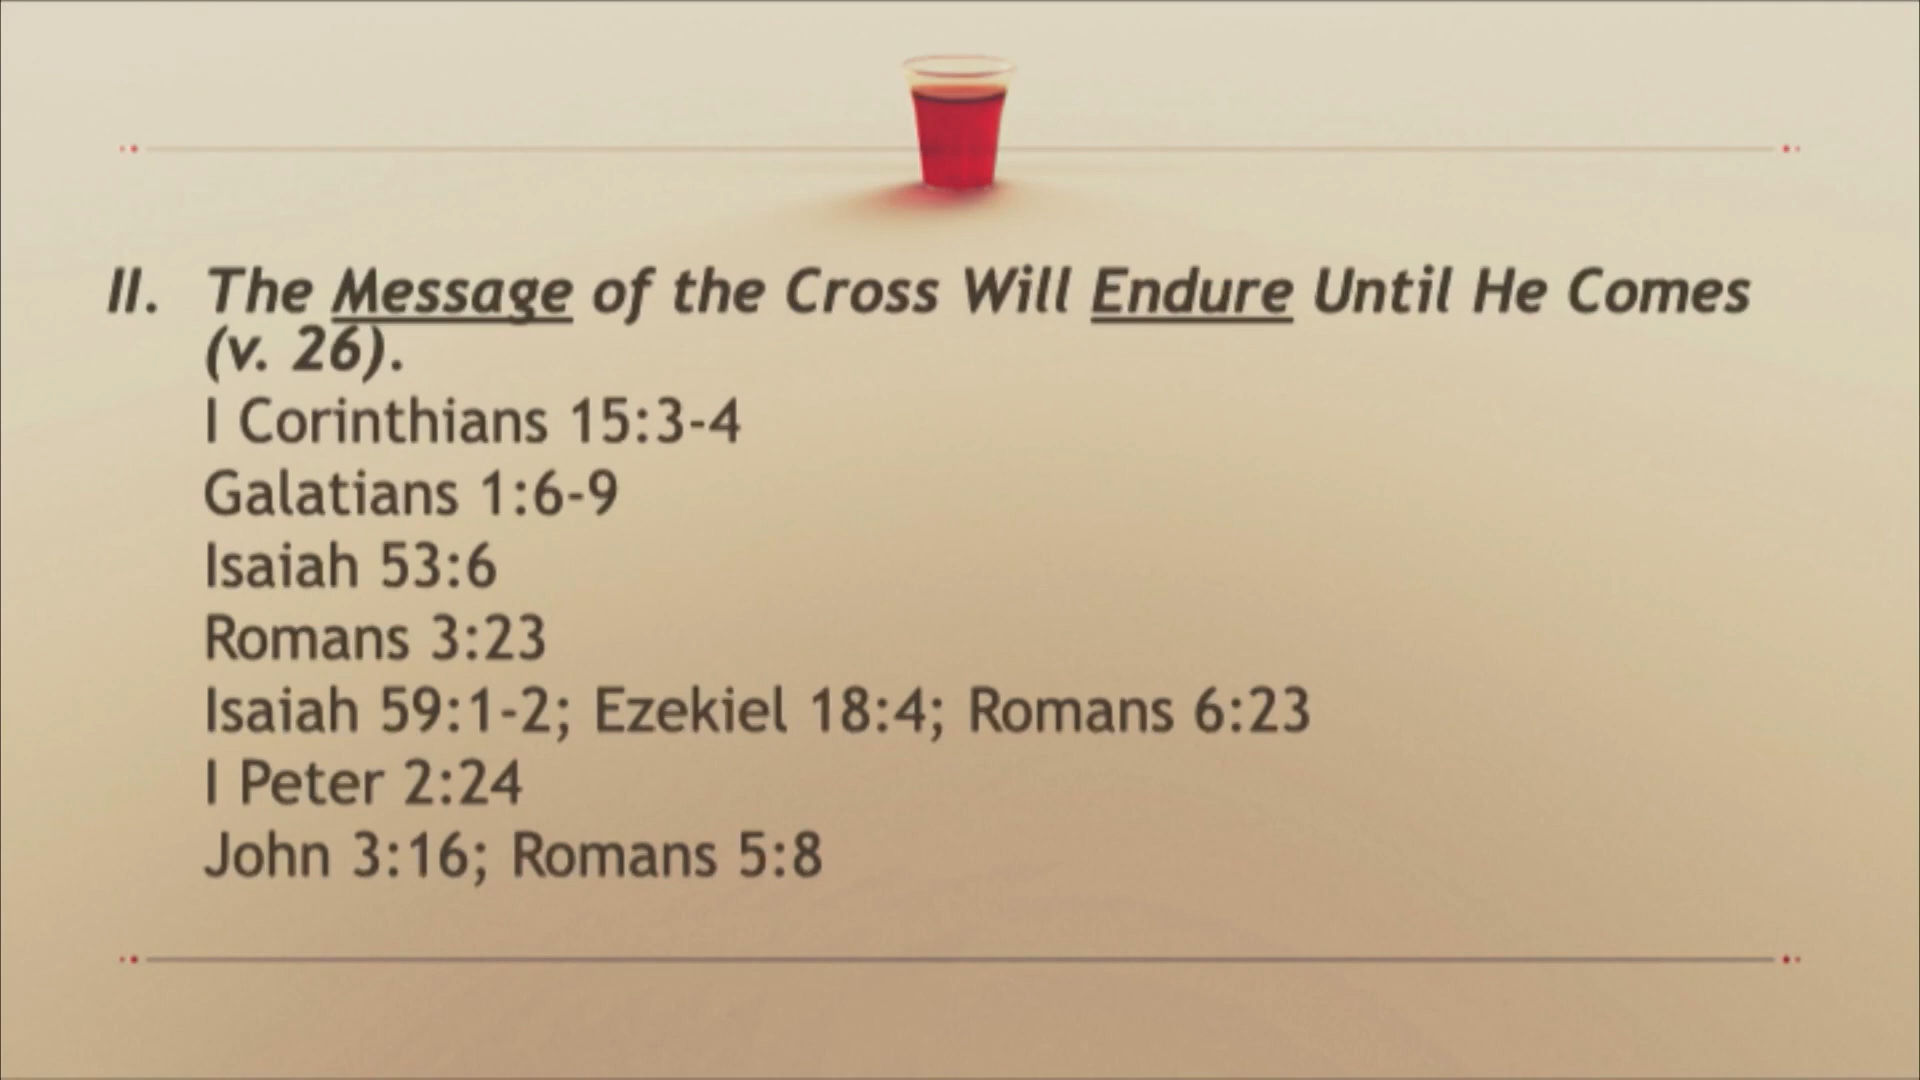 II. The Message of the Cross Will Endure Until He Comes
(v. 26).
I Corinthians 15:3-4
Galatians 1:6-9
Isaiah 53:6
Romans 3:23
Isaiah 59:1-2; Ezekiel 18:4; Romans 6:23
I Peter 2:24
John 3:16; Romans 5:8